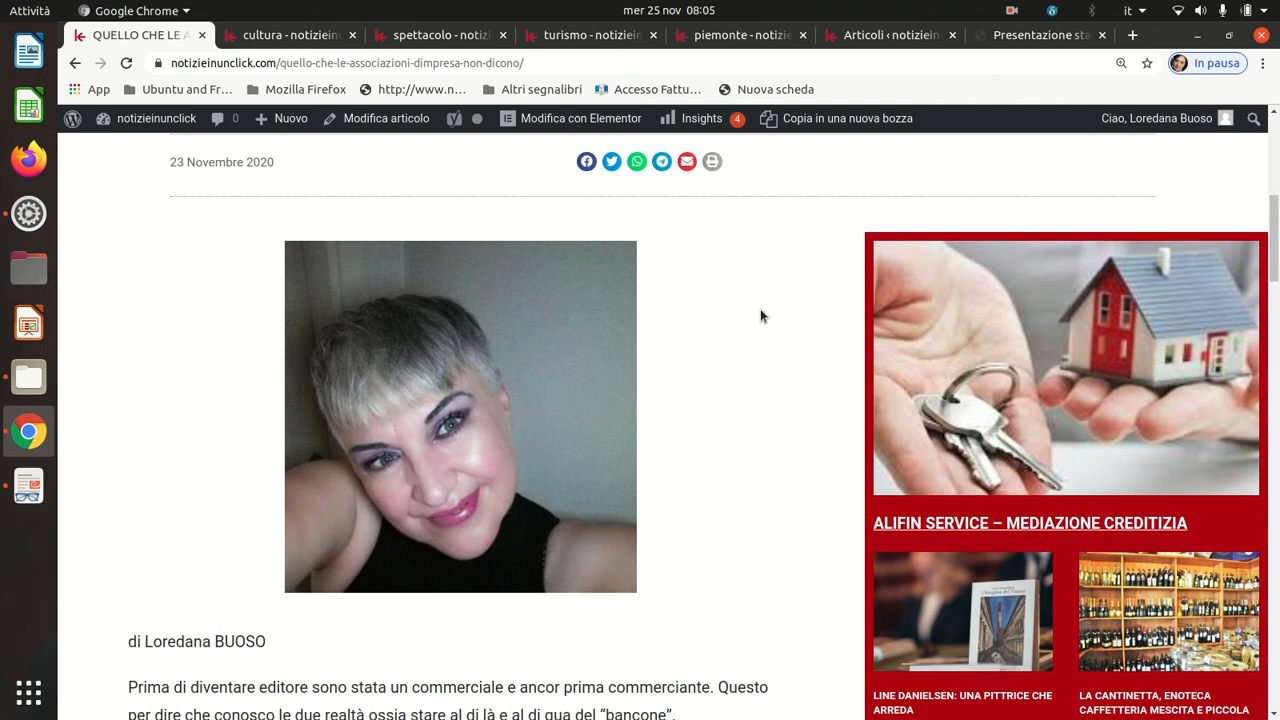 Attività
Google Chrome
mer 25 nov 08:05
it
QUELLO CHE LE A
cultura - notiziein
spettacolo - notizi
turismo - notiziein
piemonte - notizie
Articoli ‹ notiziein
Presentazione sta
notizieinunclick.com/quello-che-le-associazioni-dimpresa-non-dicono/
In pausa
App
Ubuntu and Fr...
Mozilla Firefox
http://www.n...
Altri segnalibri
Accesso Fattu...
Nuova scheda
notizieinunclick
0
Nuovo
Modifica articolo
Modifica con Elementor
Insights 4
Copia in una nuova bozza
Ciao, Loredana Buoso
23 Novembre 2020
ALIFIN SERVICE – MEDIAZIONE CREDITIZIA
di Loredana BUOSO
Prima di diventare editore sono stata un commerciale e ancor prima commerciante. Questo
per dire che conosco le due realtà ossia stare al di là e al di qua del “bancone”.
LINE DANIELSEN: UNA PITTRICE CHE
ARREDA
LA CANTINETTA, ENOTECA
CAFFETTERIA MESCITA E PICCOLA